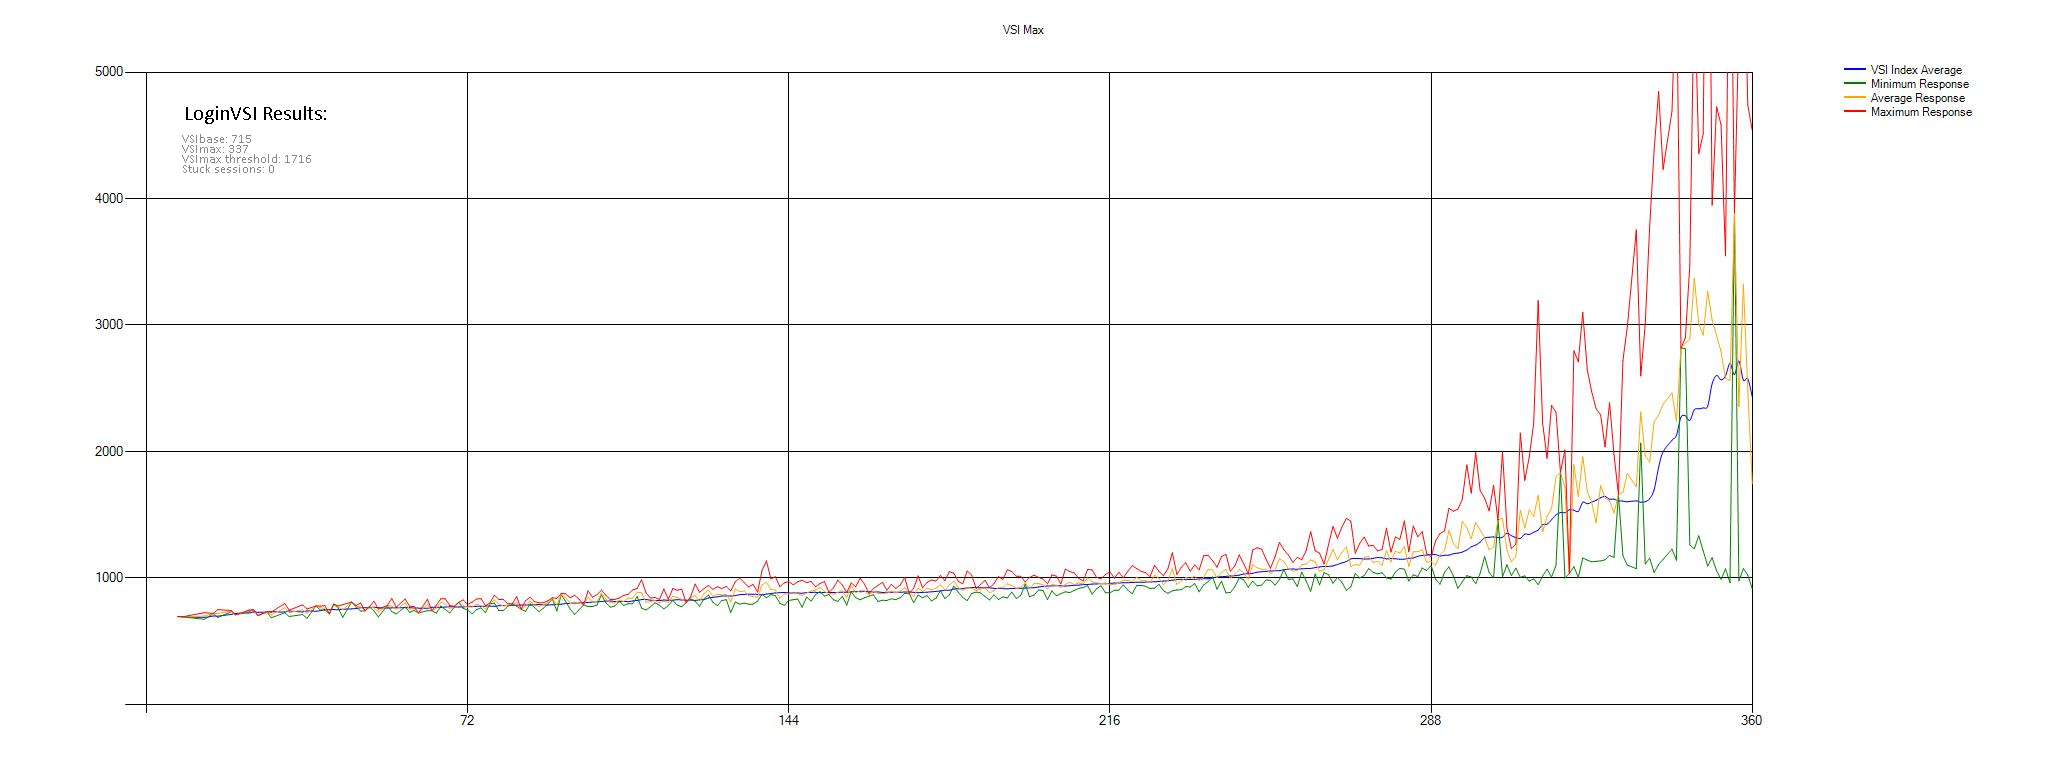 VSI Max
5000
4000
3000
2000
1000
LoginVSI Results:
VSIbase: 715
VSImax: 337
VSImax threshold: 1716
Stuck sessions: 0
72
144
216
288
360
VSI Index Average
Minimum Response
Average Response
Maximum Response